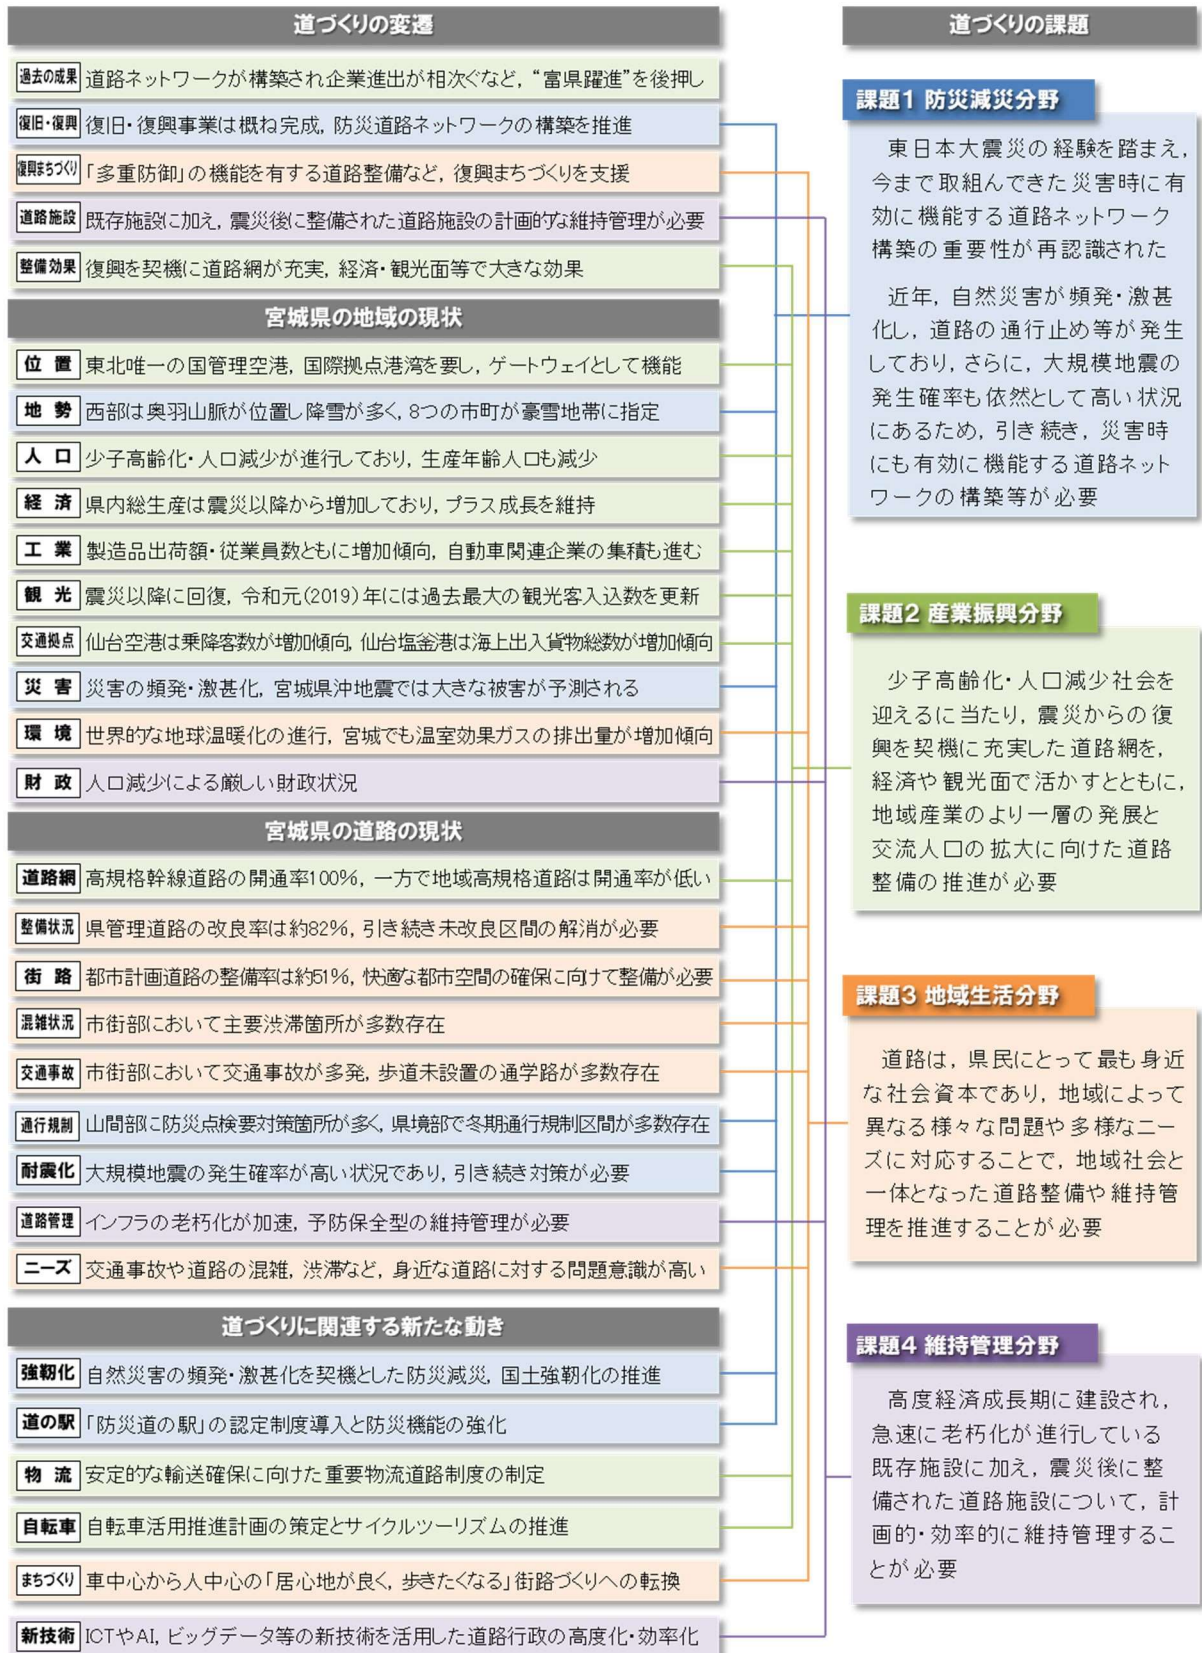 道づくりの変遷
過去の成果 道路ネットワークが構築され企業進出が相次ぐなど，“富県躍進”を後押し
復旧・復興 復旧・復興事業は概ね完成，防災道路ネットワークの構築を推進
復興まちづくり 「多重防御」の機能を有する道路整備など，復興まちづくりを支援
道路施設 既存施設に加え，震災後に整備された道路施設の計画的な維持管理が必要
整備効果 復興を契機に道路網が充実，経済・観光面等で大きな効果
宮城県の地域の現状
位 置 東北唯一の国管理空港，国際拠点港湾を要し，ゲートウェイとして機能
地 勢 西部は奥羽山脈が位置し降雪が多く，8つの市町が豪雪地帯に指定
人 口 少子高齢化・人口減少が進行しており，生産年齢人口も減少
経 済 県内総生産は震災以降から増加しており，プラス成長を維持
工 業 製造品出荷額・従業員数ともに増加傾向，自動車関連企業の集積も進む
観 光 震災以降に回復，令和元(2019)年には過去最大の観光客入込数を更新
交通拠点 仙台空港は乗降客数が増加傾向，仙台塩釜港は海上出入貨物総数が増加傾向
災 害 災害の頻発・激甚化，宮城県沖地震では大きな被害が予測される
環 境 世界的な地球温暖化の進行，宮城でも温室効果ガスの排出量が増加傾向
財 政 人口減少による厳しい財政状況
宮城県の道路の現状
道路網 高規格幹線道路の開通率100%，一方で地域高規格道路は開通率が低い
整備状況 県管理道路の改良率は約82%，引き続き未改良区間の解消が必要
街 路 都市計画道路の整備率は約51%，快適な都市空間の確保に向けて整備が必要
混雑状況 市街部において主要渋滞箇所が多数存在
交通事故 市街部において交通事故が多発，歩道未設置の通学路が多数存在
通行規制 山間部に防災点検要対策箇所が多く，県境部で冬期通行規制区間が多数存在
耐震化 大規模地震の発生確率が高い状況であり，引き続き対策が必要
道路管理 インフラの老朽化が加速，予防保全型の維持管理が必要
ニーズ 交通事故や道路の混雑，渋滞など，身近な道路に対する問題意識が高い
道づくりに関連する新たな動き
強靭化 自然災害の頻発・激甚化を契機とした防災減災，国土強靭化の推進
道の駅 「防災道の駅」の認定制度導入と防災機能の強化
物 流 安定的な輸送確保に向けた重要物流道路制度の制定
自転車 自転車活用推進計画の策定とサイクルツーリズムの推進
まちづくり 車中心から人中心の「居心地が良く，歩きたくなる」街路づくりへの転換
新技術 ICTやAI，ビッグデータ等の新技術を活用した道路行政の高度化・効率化
道づくりの課題
課題1 防災減災分野
東日本大震災の経験を踏まえ，
今まで取組んできた災害時に有
効に機能する道路ネットワーク
構築の重要性が再認識された
近年，自然災害が頻発・激甚
化し，道路の通行止め等が発生
しており，さらに，大規模地震の
発生確率も依然として高い状況
にあるため，引き続き，災害時
にも有効に機能する道路ネット
ワークの構築等が必要
課題2 産業振興分野
少子高齢化・人口減少社会を
迎えるに当たり，震災からの復
興を契機に充実した道路網を，
経済や観光面で活かすとともに，
地域産業のより一層の発展と
交流人口の拡大に向けた道路
整備の推進が必要
課題3 地域生活分野
道路は，県民にとって最も身近
な社会資本であり，地域によって
異なる様々な問題や多様なニー
ズに対応することで，地域社会と
一体となった道路整備や維持管
理を推進することが必要
課題4 維持管理分野
高度経済成長期に建設され，
急速に老朽化が進行している
既存施設に加え，震災後に整
備された道路施設について，計
画的・効率的に維持管理するこ
とが必要